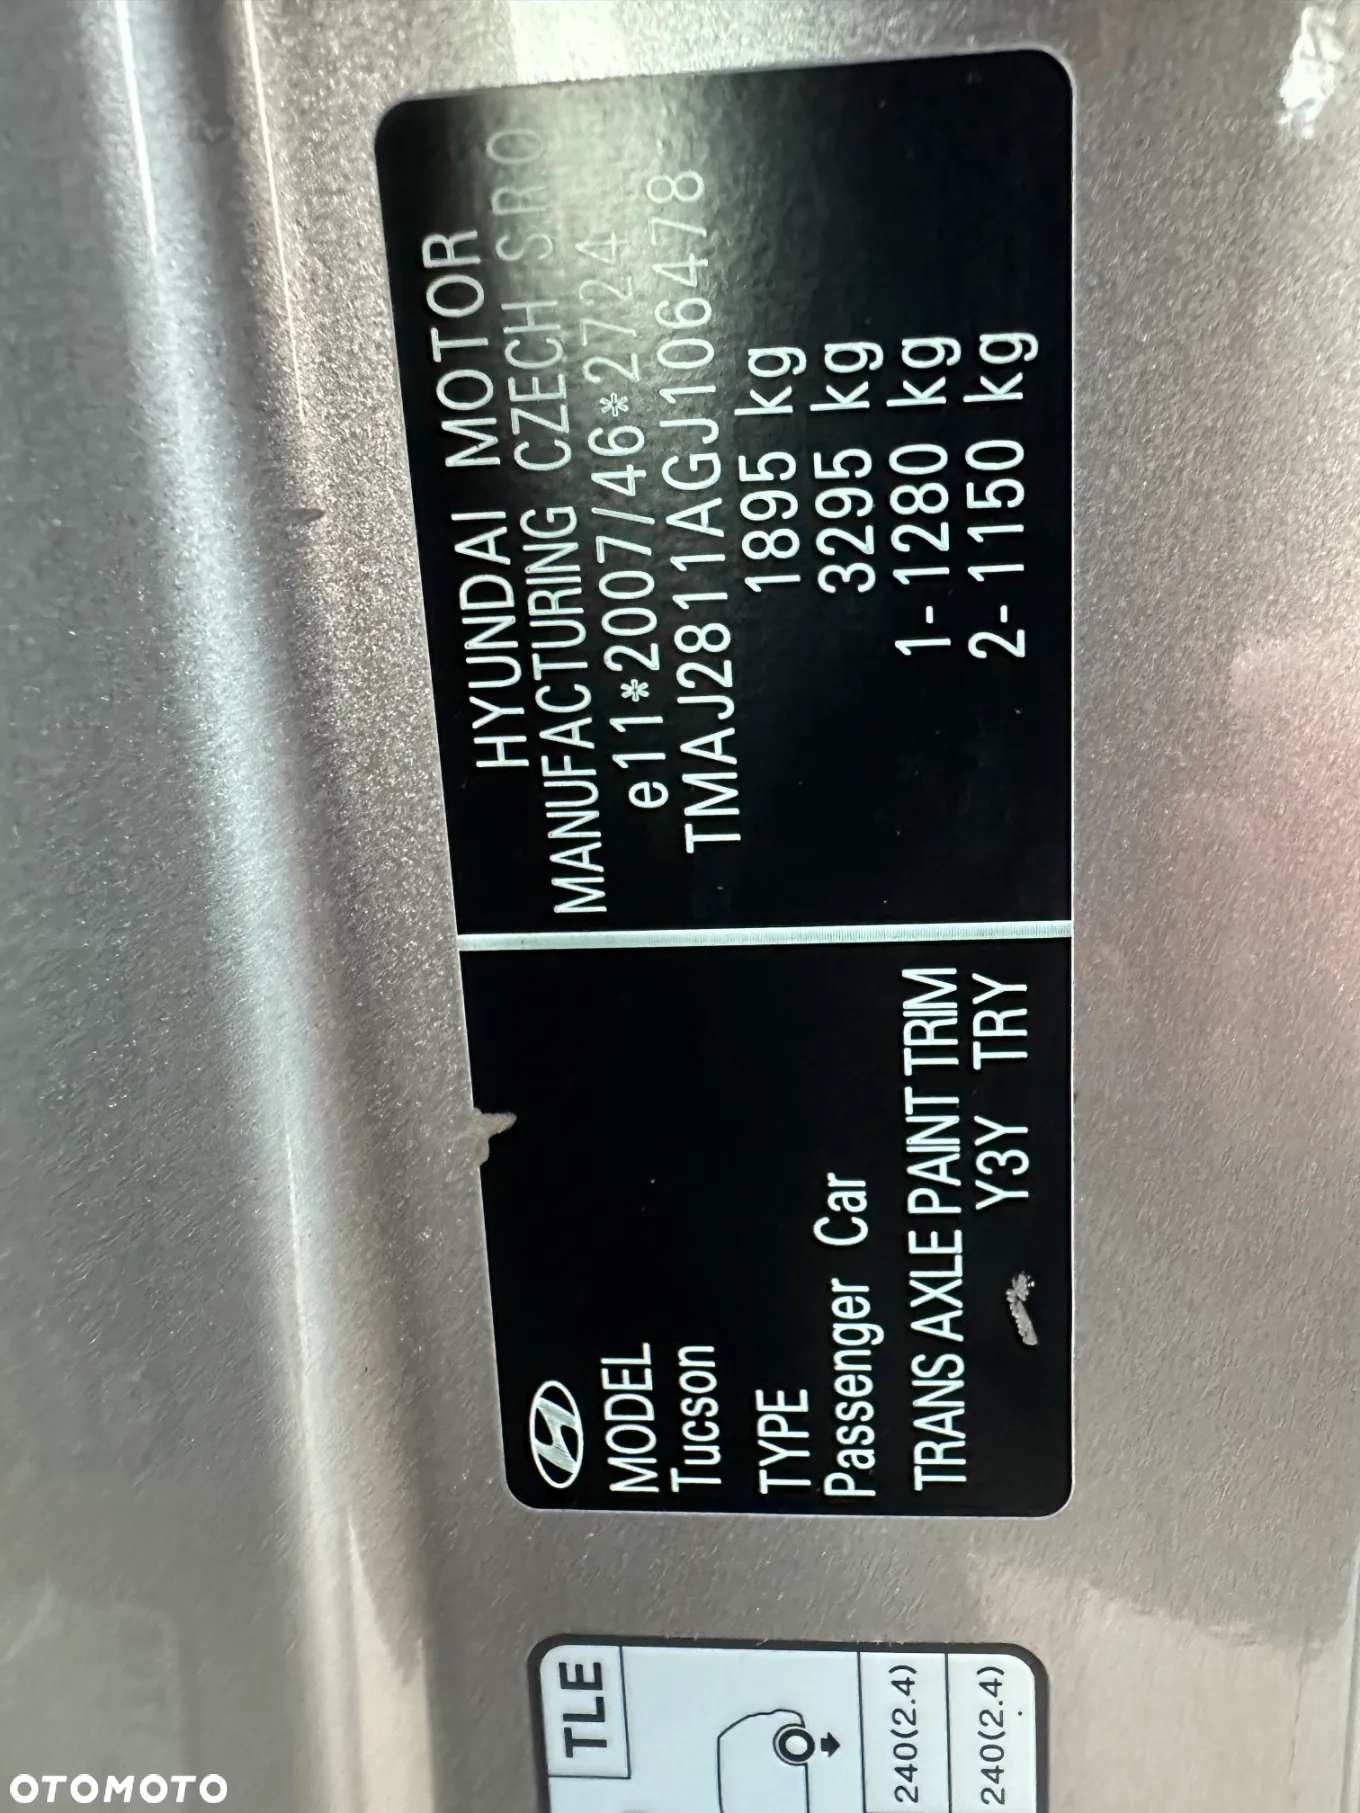 HYUNDAI MOTOR
MANUFACTURING CZECH S.R.O
e11*2007/46*2724
TMAJ2811AGJ106478
1895 kg
3295 kg
1-1280 kg
2-1150 kg
MODEL
Tucson
TYPE
Passenger Car
TRANS AXLE PAINT TRIM
Y3Y TRY
TLE
240(2.4)
240(2.4)
OTOMOTO